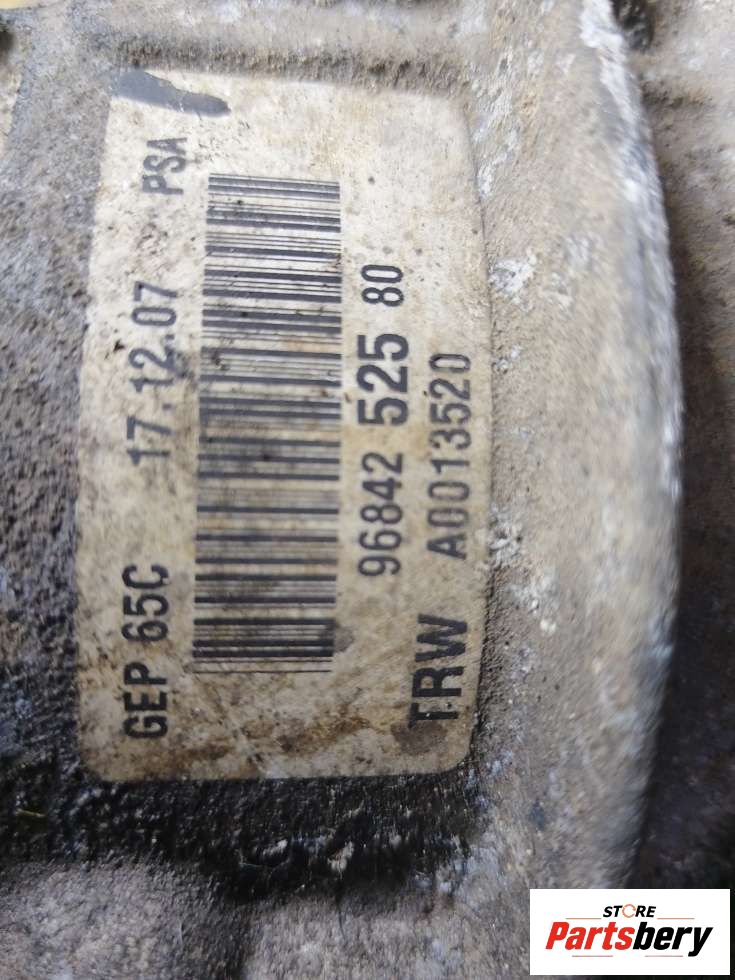 GEP 65C 17.12.07 PSA
96842 525 80
TRW A0013520
STORE
Partsbery